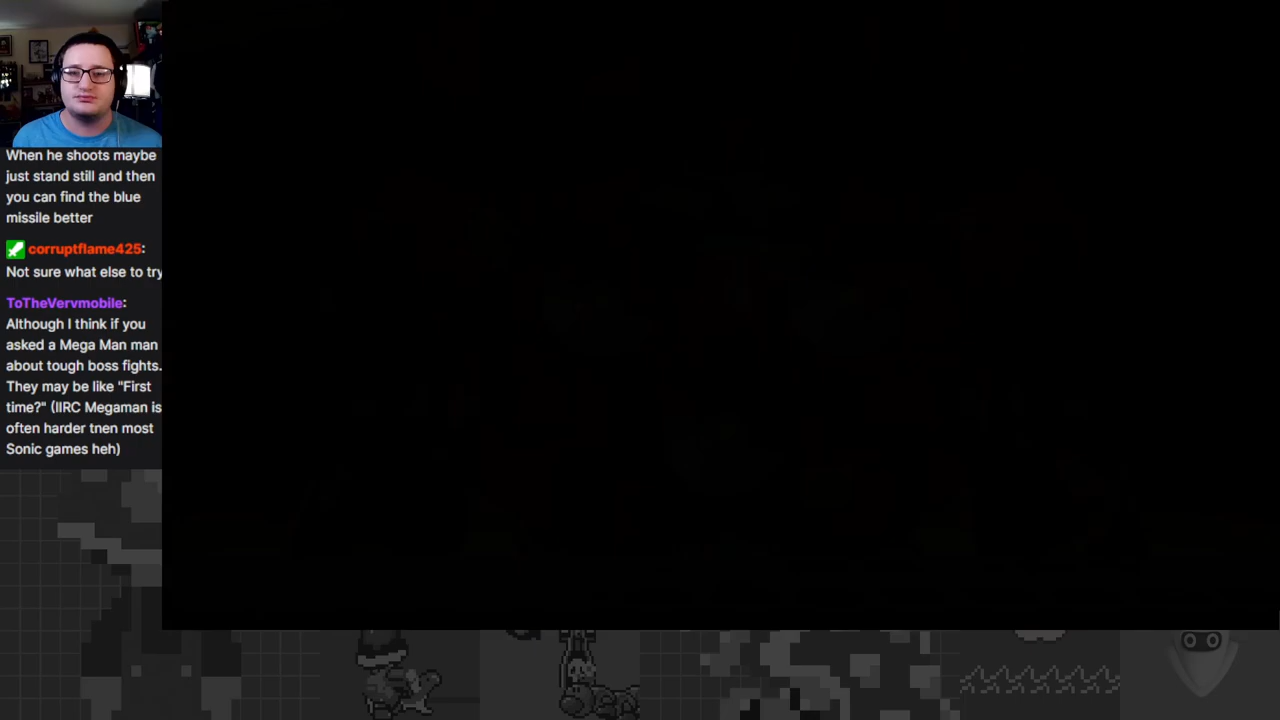 When he shoots maybe
just stand still and then
you can find the blue
missile better
corruptflame425:
Not sure what else to try
ToTheVervmobile:
Although I think if you
asked a Mega Man man
about tough boss fights.
They may be like "First
time?" (IIRC Megaman is
often harder tnen most
Sonic games heh)